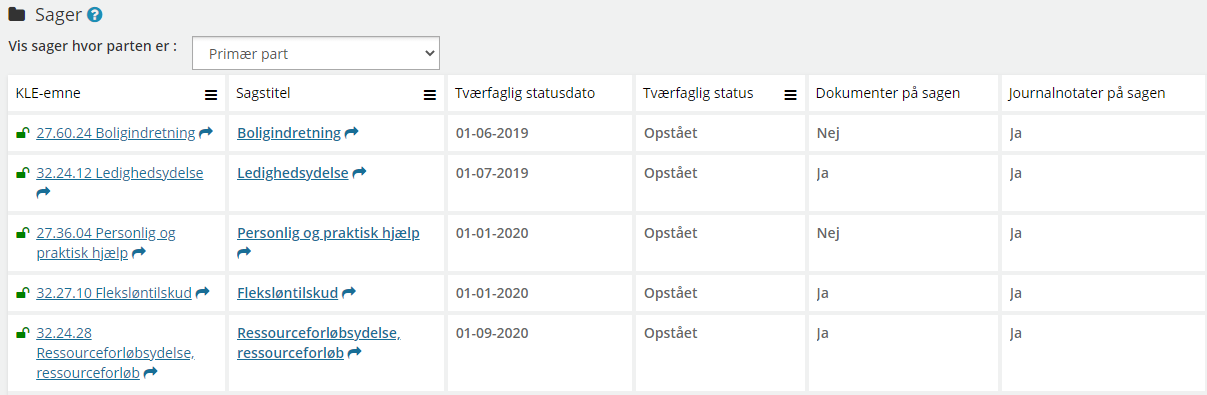 Sager
Vis sager hvor parten er :
Primær part
KLE-emne Sagstitel Tværfaglig statusdato Tværfaglig status Dokumenter på sagen Journalnotater på sagen
27.60.24 Boligindretning Boligindretning 01-06-2019 Opstået Nej Ja
32.24.12 Ledighedsydelse Ledighedsydelse 01-07-2019 Opstået Ja Ja
27.36.04 Personlig og Personlig og praktisk hjælp 01-01-2020 Opstået Nej Ja
praktisk hjælp
32.27.10 Fleksløntilskud Fleksløntilskud 01-01-2020 Opstået Ja Ja
32.24.28 Ressourceforløbsydelse, 01-09-2020 Opstået Ja Ja
Ressourceforløbsydelse, ressourceforløb
ressourceforløb